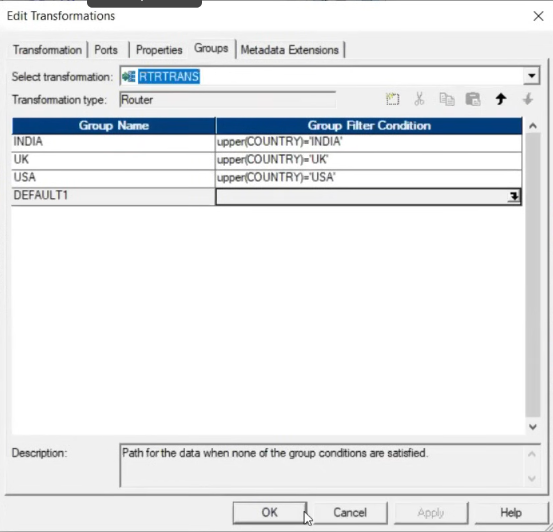 Edit Transformations
Transformation Ports Properties Groups Metadata Extensions
Select transformation: RTRTRANS
Transformation type: Router
Group Name Group Filter Condition
INDIA upper(COUNTRY)='INDIA'
UK upper(COUNTRY)='UK'
USA upper(COUNTRY)='USA'
DEFAULT1
Description: Path for the data when none of the group conditions are satisfied.
OK Cancel Apply Help